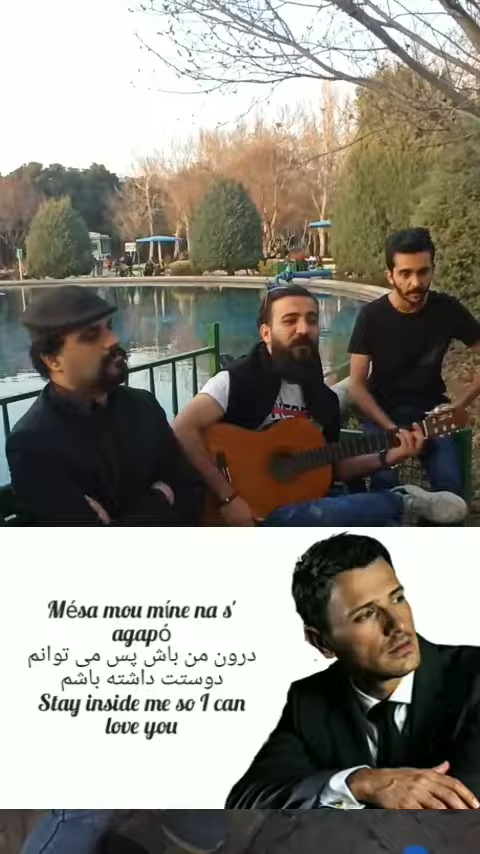 Mésa mou míne na s'
agapó
درون من باش پس می توانم
دوستت داشته باشم
Stay inside me so I can
love you